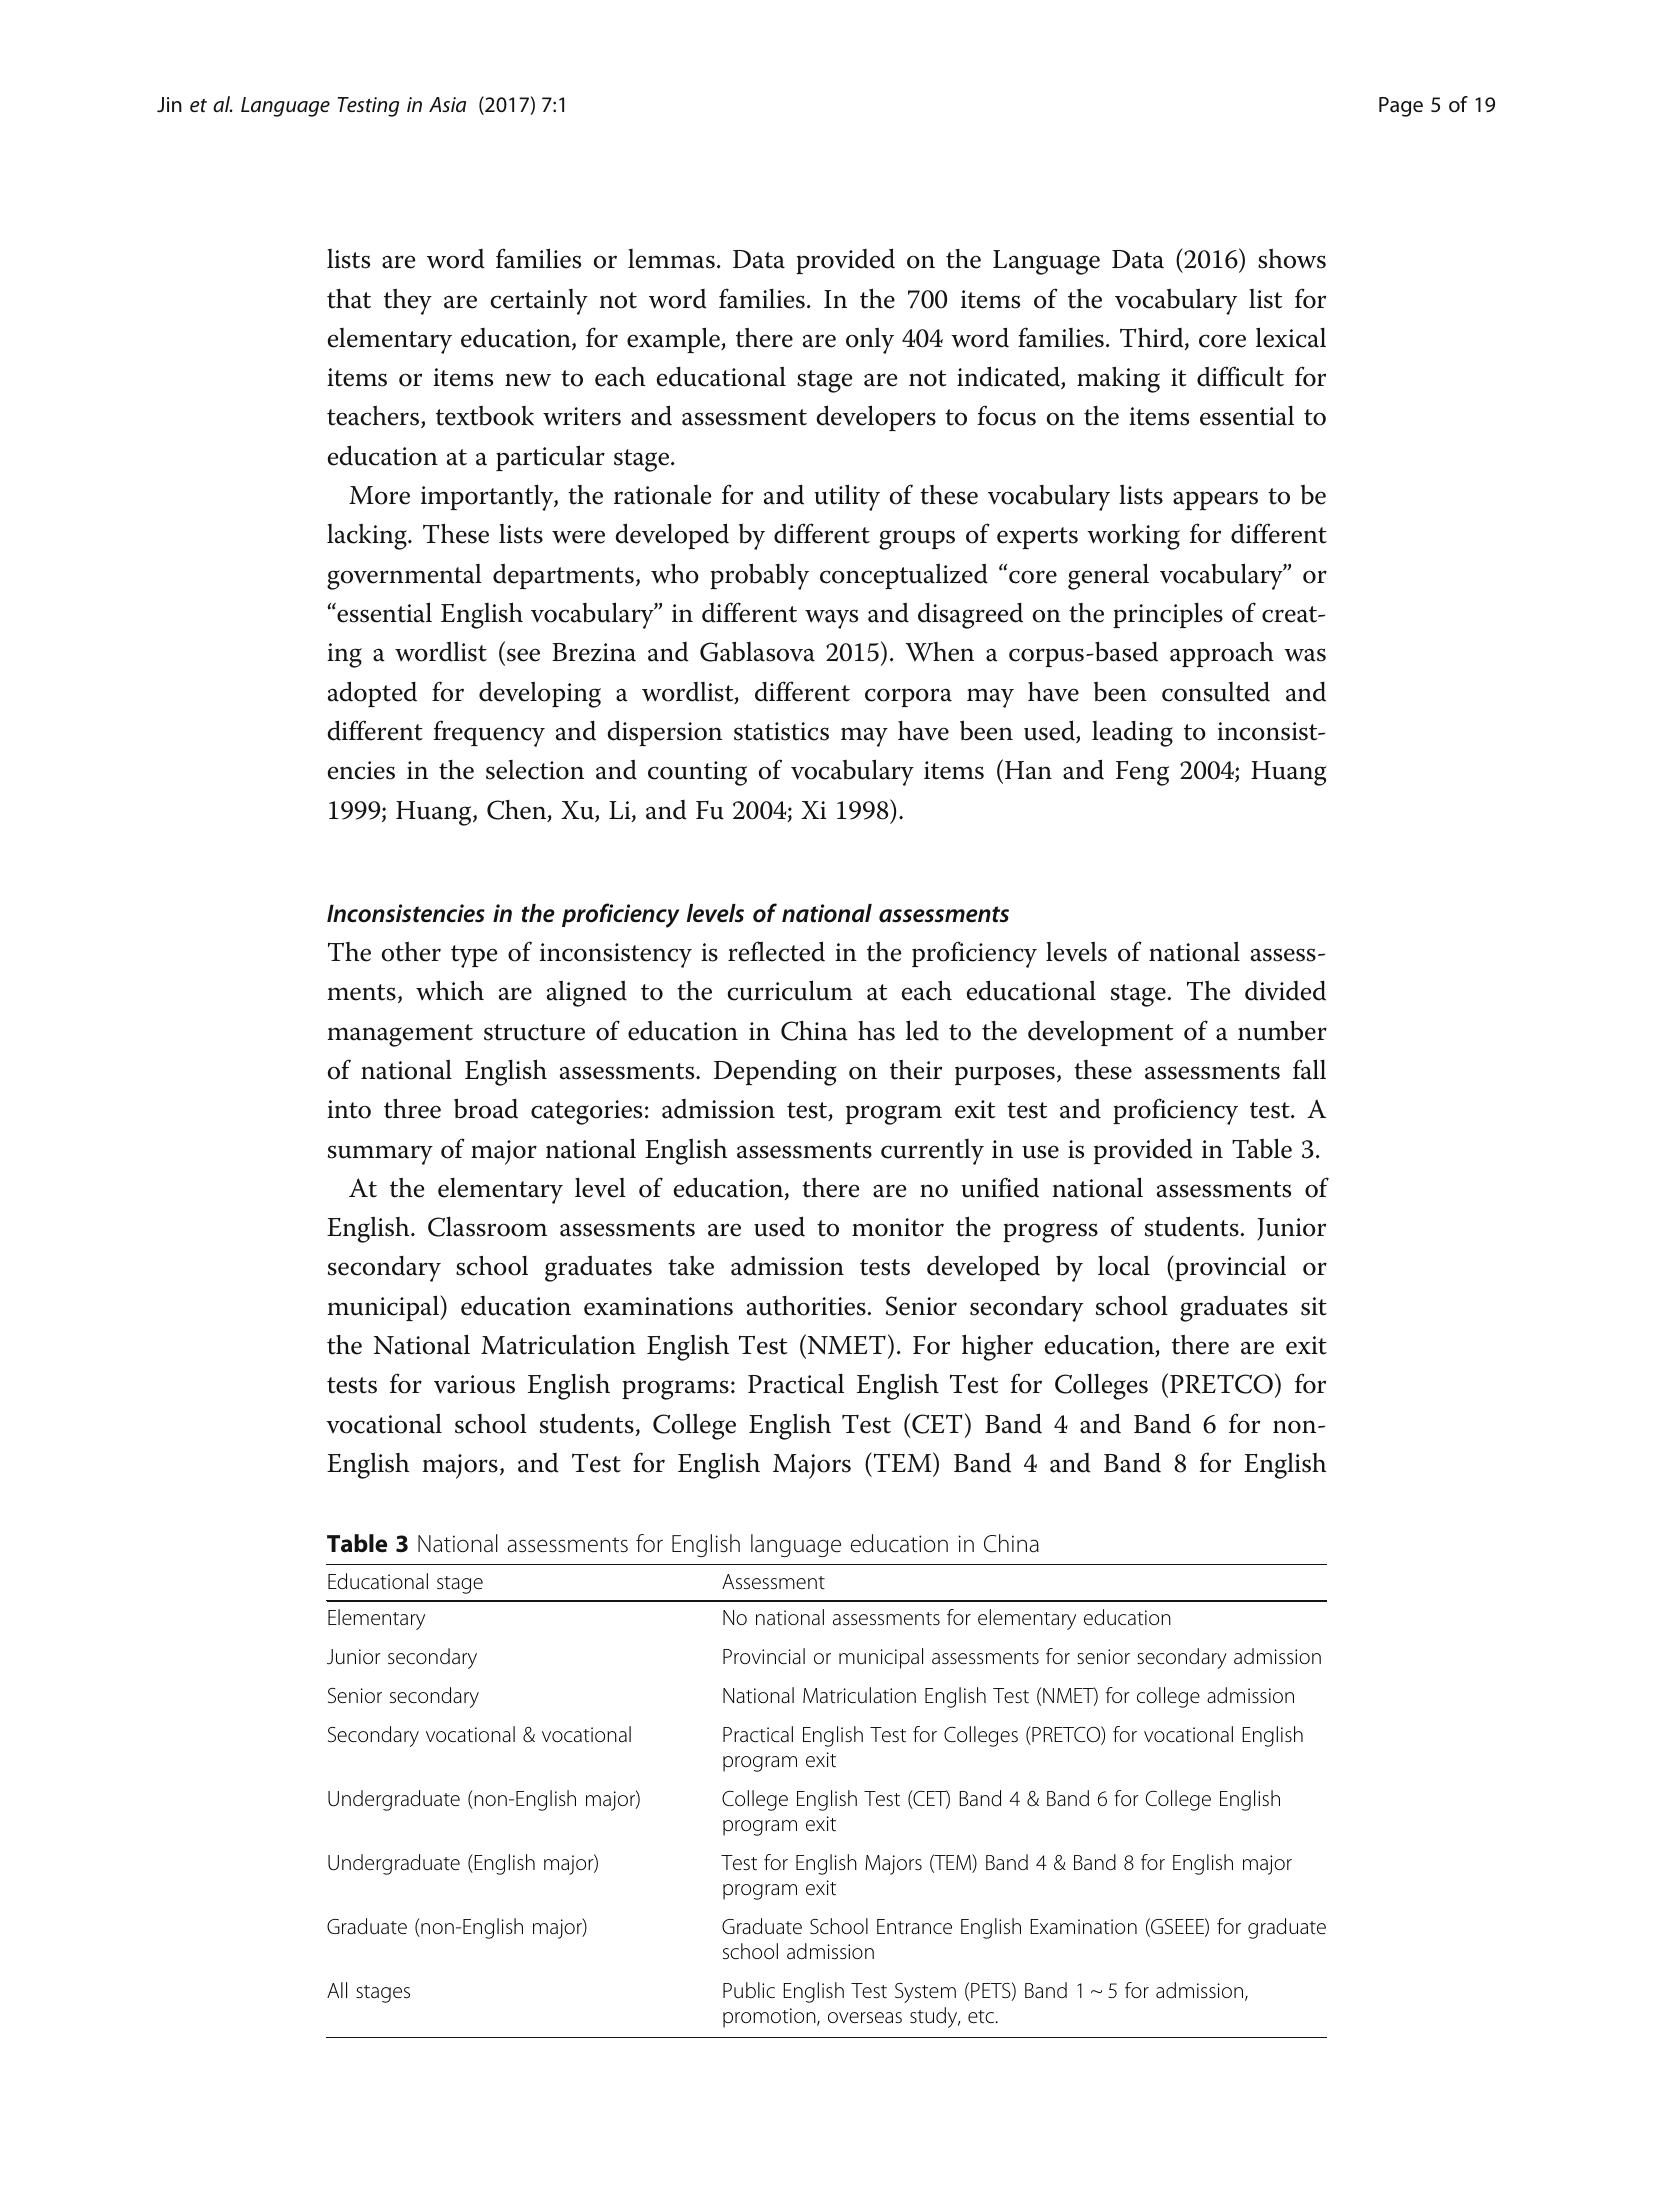 Jin et al. Language Testing in Asia (2017) 7:1
Page 5 of 19
lists are word families or lemmas. Data provided on the Language Data (2016) shows
that they are certainly not word families. In the 700 items of the vocabulary list for
elementary education, for example, there are only 404 word families. Third, core lexical
items or items new to each educational stage are not indicated, making it difficult for
teachers, textbook writers and assessment developers to focus on the items essential to
education at a particular stage.
More importantly, the rationale for and utility of these vocabulary lists appears to be
lacking. These lists were developed by different groups of experts working for different
governmental departments, who probably conceptualized “core general vocabulary” or
“essential English vocabulary” in different ways and disagreed on the principles of creat-
ing a wordlist (see Brezina and Gablasova 2015). When a corpus-based approach was
adopted for developing a wordlist, different corpora may have been consulted and
different frequency and dispersion statistics may have been used, leading to inconsist-
encies in the selection and counting of vocabulary items (Han and Feng 2004; Huang
1999; Huang, Chen, Xu, Li, and Fu 2004; Xi 1998).
Inconsistencies in the proficiency levels of national assessments
The other type of inconsistency is reflected in the proficiency levels of national assess-
ments, which are aligned to the curriculum at each educational stage. The divided
management structure of education in China has led to the development of a number
of national English assessments. Depending on their purposes, these assessments fall
into three broad categories: admission test, program exit test and proficiency test. A
summary of major national English assessments currently in use is provided in Table 3.
At the elementary level of education, there are no unified national assessments of
English. Classroom assessments are used to monitor the progress of students. Junior
secondary school graduates take admission tests developed by local (provincial or
municipal) education examinations authorities. Senior secondary school graduates sit
the National Matriculation English Test (NMET). For higher education, there are exit
tests for various English programs: Practical English Test for Colleges (PRETCO) for
vocational school students, College English Test (CET) Band 4 and Band 6 for non-
English majors, and Test for English Majors (TEM) Band 4 and Band 8 for English
Table 3 National assessments for English language education in China
Educational stage Assessment
Elementary No national assessments for elementary education
Junior secondary Provincial or municipal assessments for senior secondary admission
Senior secondary National Matriculation English Test (NMET) for college admission
Secondary vocational & vocational Practical English Test for Colleges (PRETCO) for vocational English
program exit
Undergraduate (non-English major) College English Test (CET) Band 4 & Band 6 for College English
program exit
Undergraduate (English major) Test for English Majors (TEM) Band 4 & Band 8 for English major
program exit
Graduate (non-English major) Graduate School Entrance English Examination (GSEEE) for graduate
school admission
All stages Public English Test System (PETS) Band 1 ~ 5 for admission,
promotion, overseas study, etc.